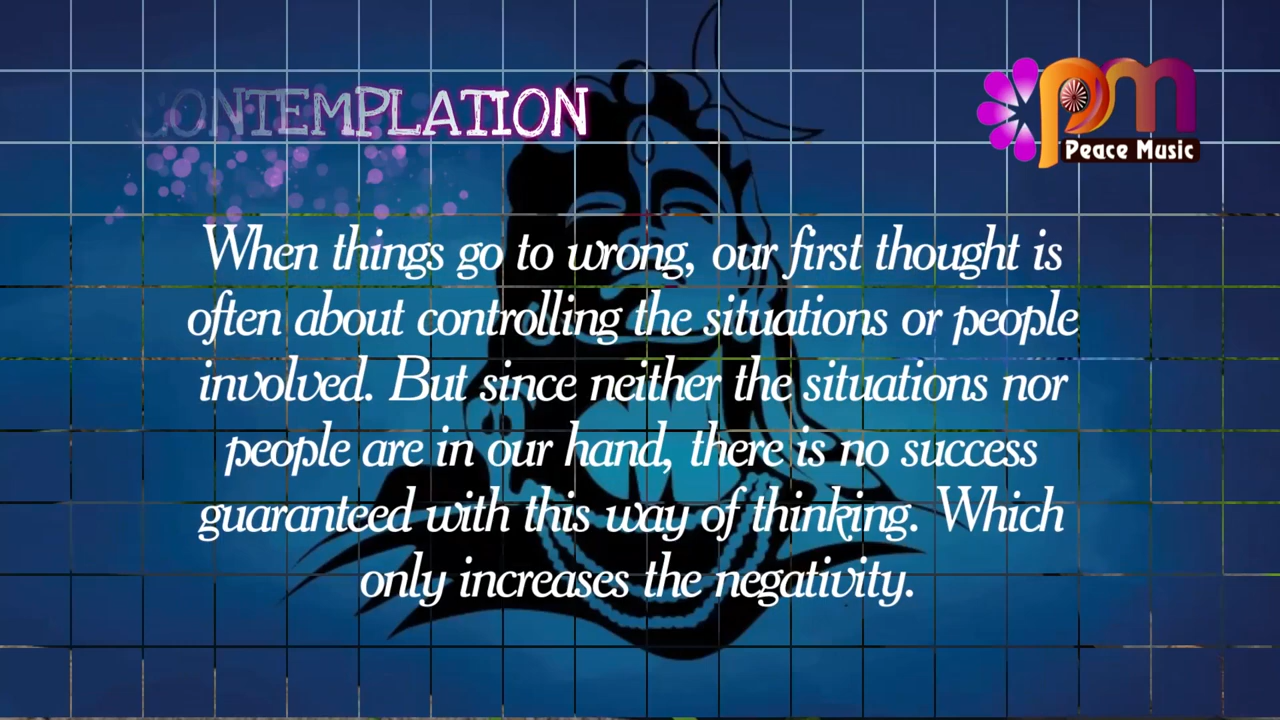 CONTEMPLATION
pm
Peace Music
When things go to wrong, our first thought is
often about controlling the situations or people
involved. But since neither the situations nor
people are in our hand, there is no success
guaranteed with this way of thinking. Which
only increases the negativity.